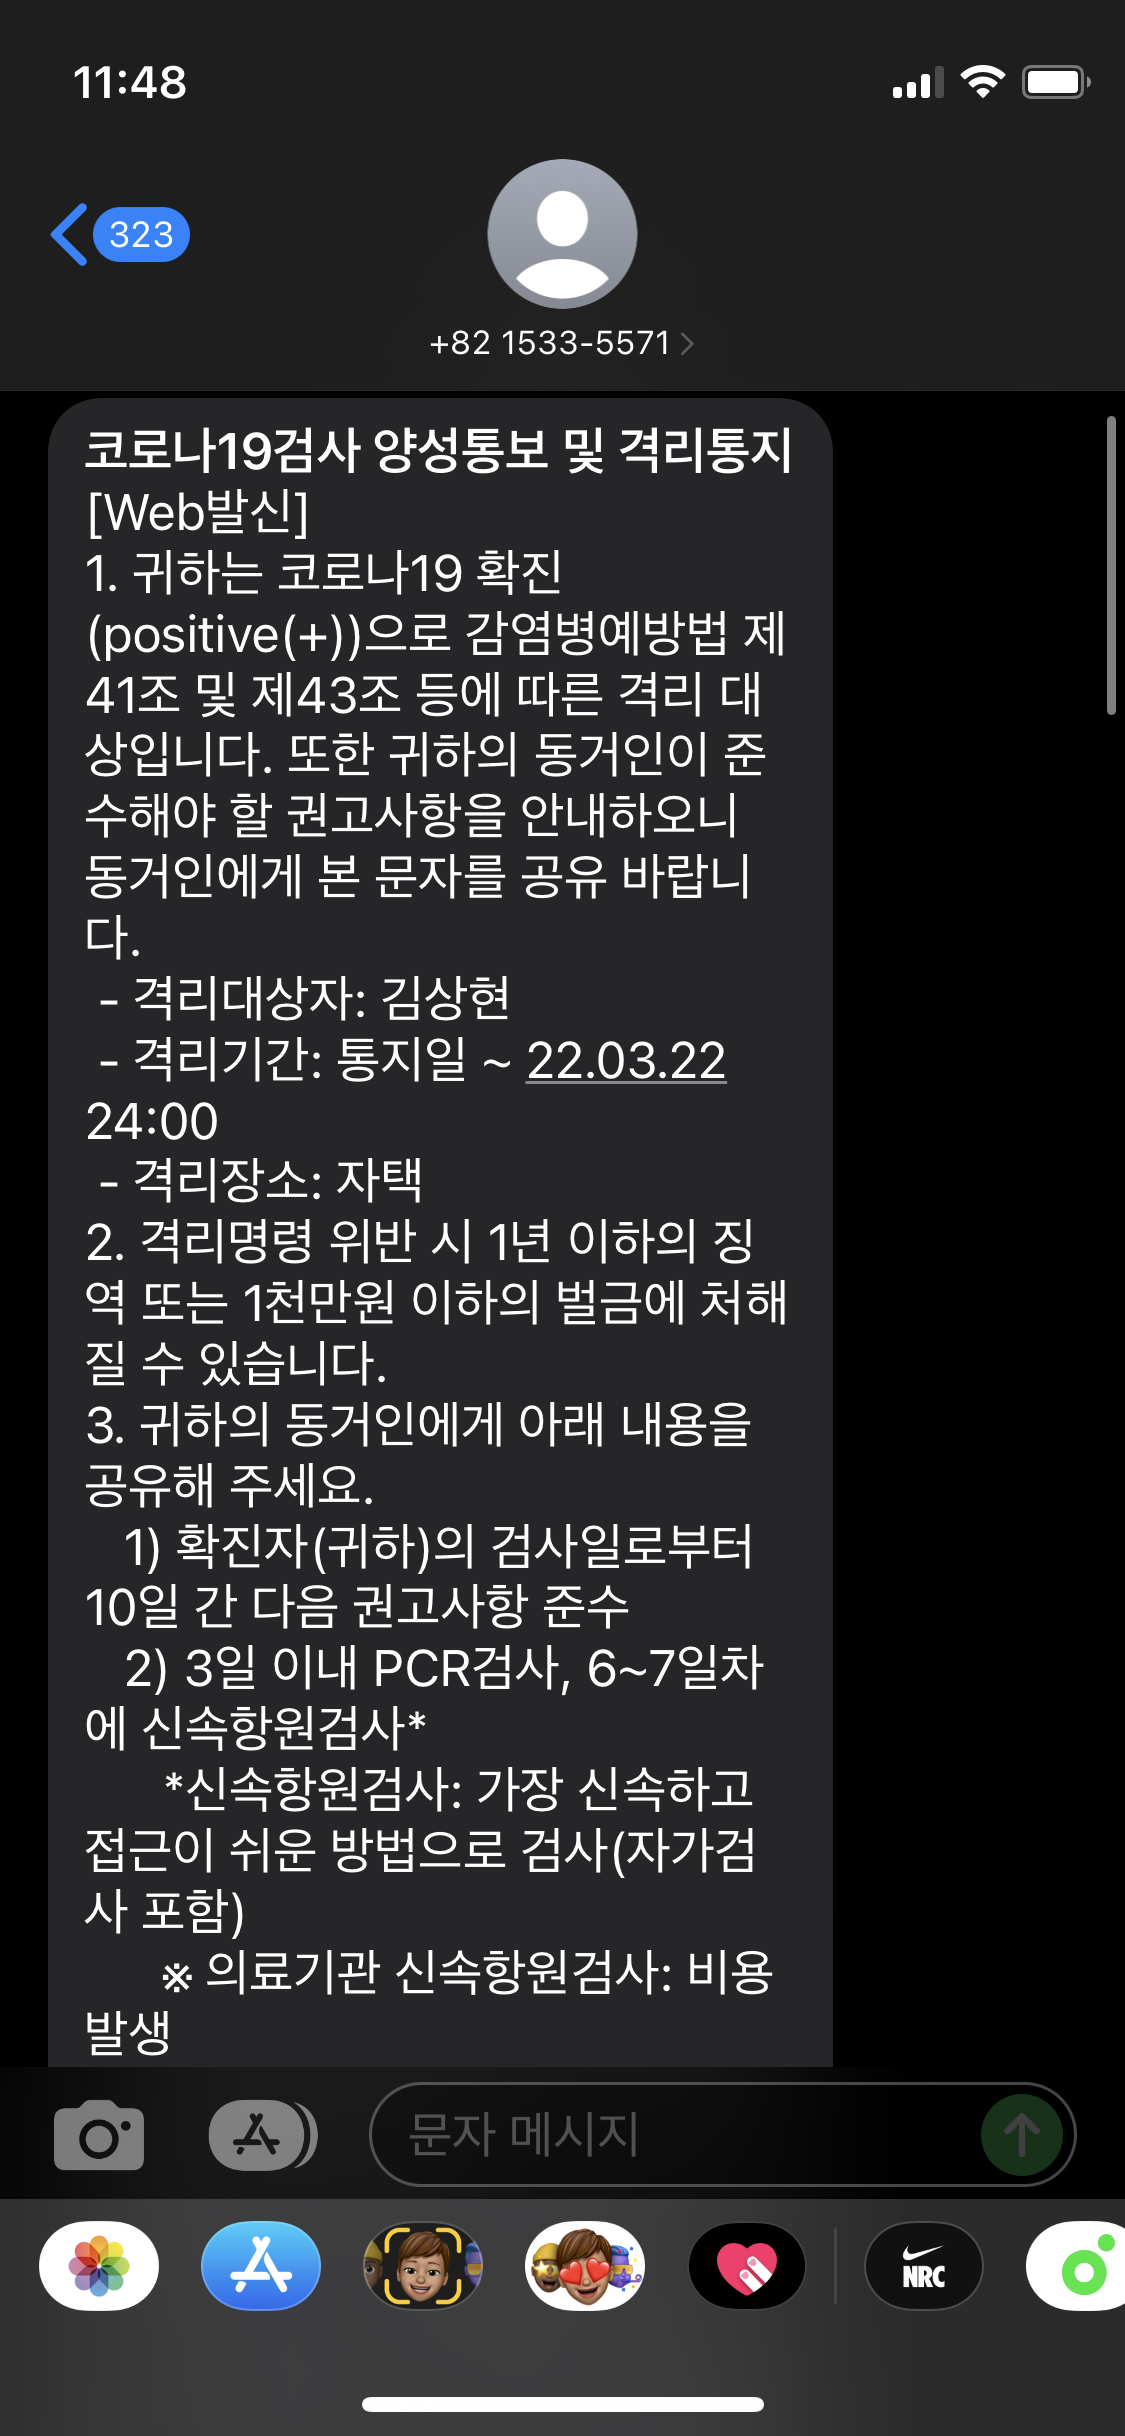 11:48
323
+82 1533-5571
코로나19검사 양성통보 및 격리통지
[Web발신]
1. 귀하는 코로나19 확진
(positive(+))으로 감염병예방법 제
41조 및 제43조 등에 따른 격리 대
상입니다. 또한 귀하의 동거인이 준
수해야 할 권고사항을 안내하오니
동거인에게 본 문자를 공유 바랍니
다.
- 격리대상자: 김상현
- 격리기간: 통지일 ~ 22.03.22
24:00
- 격리장소: 자택
2. 격리명령 위반 시 1년 이하의 징
역 또는 1천만원 이하의 벌금에 처해
질 수 있습니다.
3. 귀하의 동거인에게 아래 내용을
공유해 주세요.
1) 확진자(귀하)의 검사일로부터
10일 간 다음 권고사항 준수
2) 3일 이내 PCR검사, 6~7일차
에 신속항원검사*
*신속항원검사: 가장 신속하고
접근이 쉬운 방법으로 검사(자가검
사 포함)
※ 의료기관 신속항원검사: 비용
발생
문자 메시지
NRC